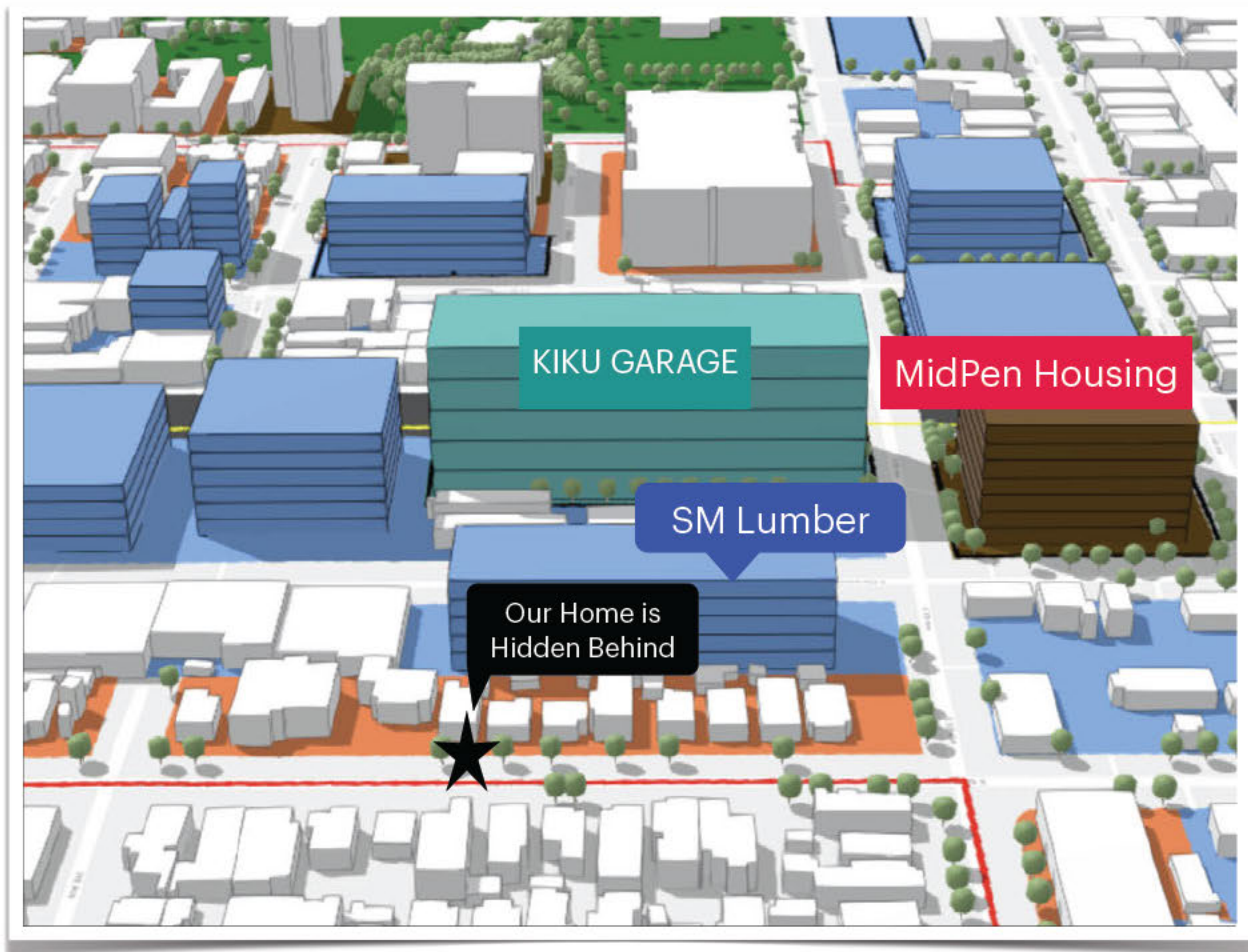 KIKU GARAGE
MidPen Housing
SM Lumber
Our Home is
Hidden Behind